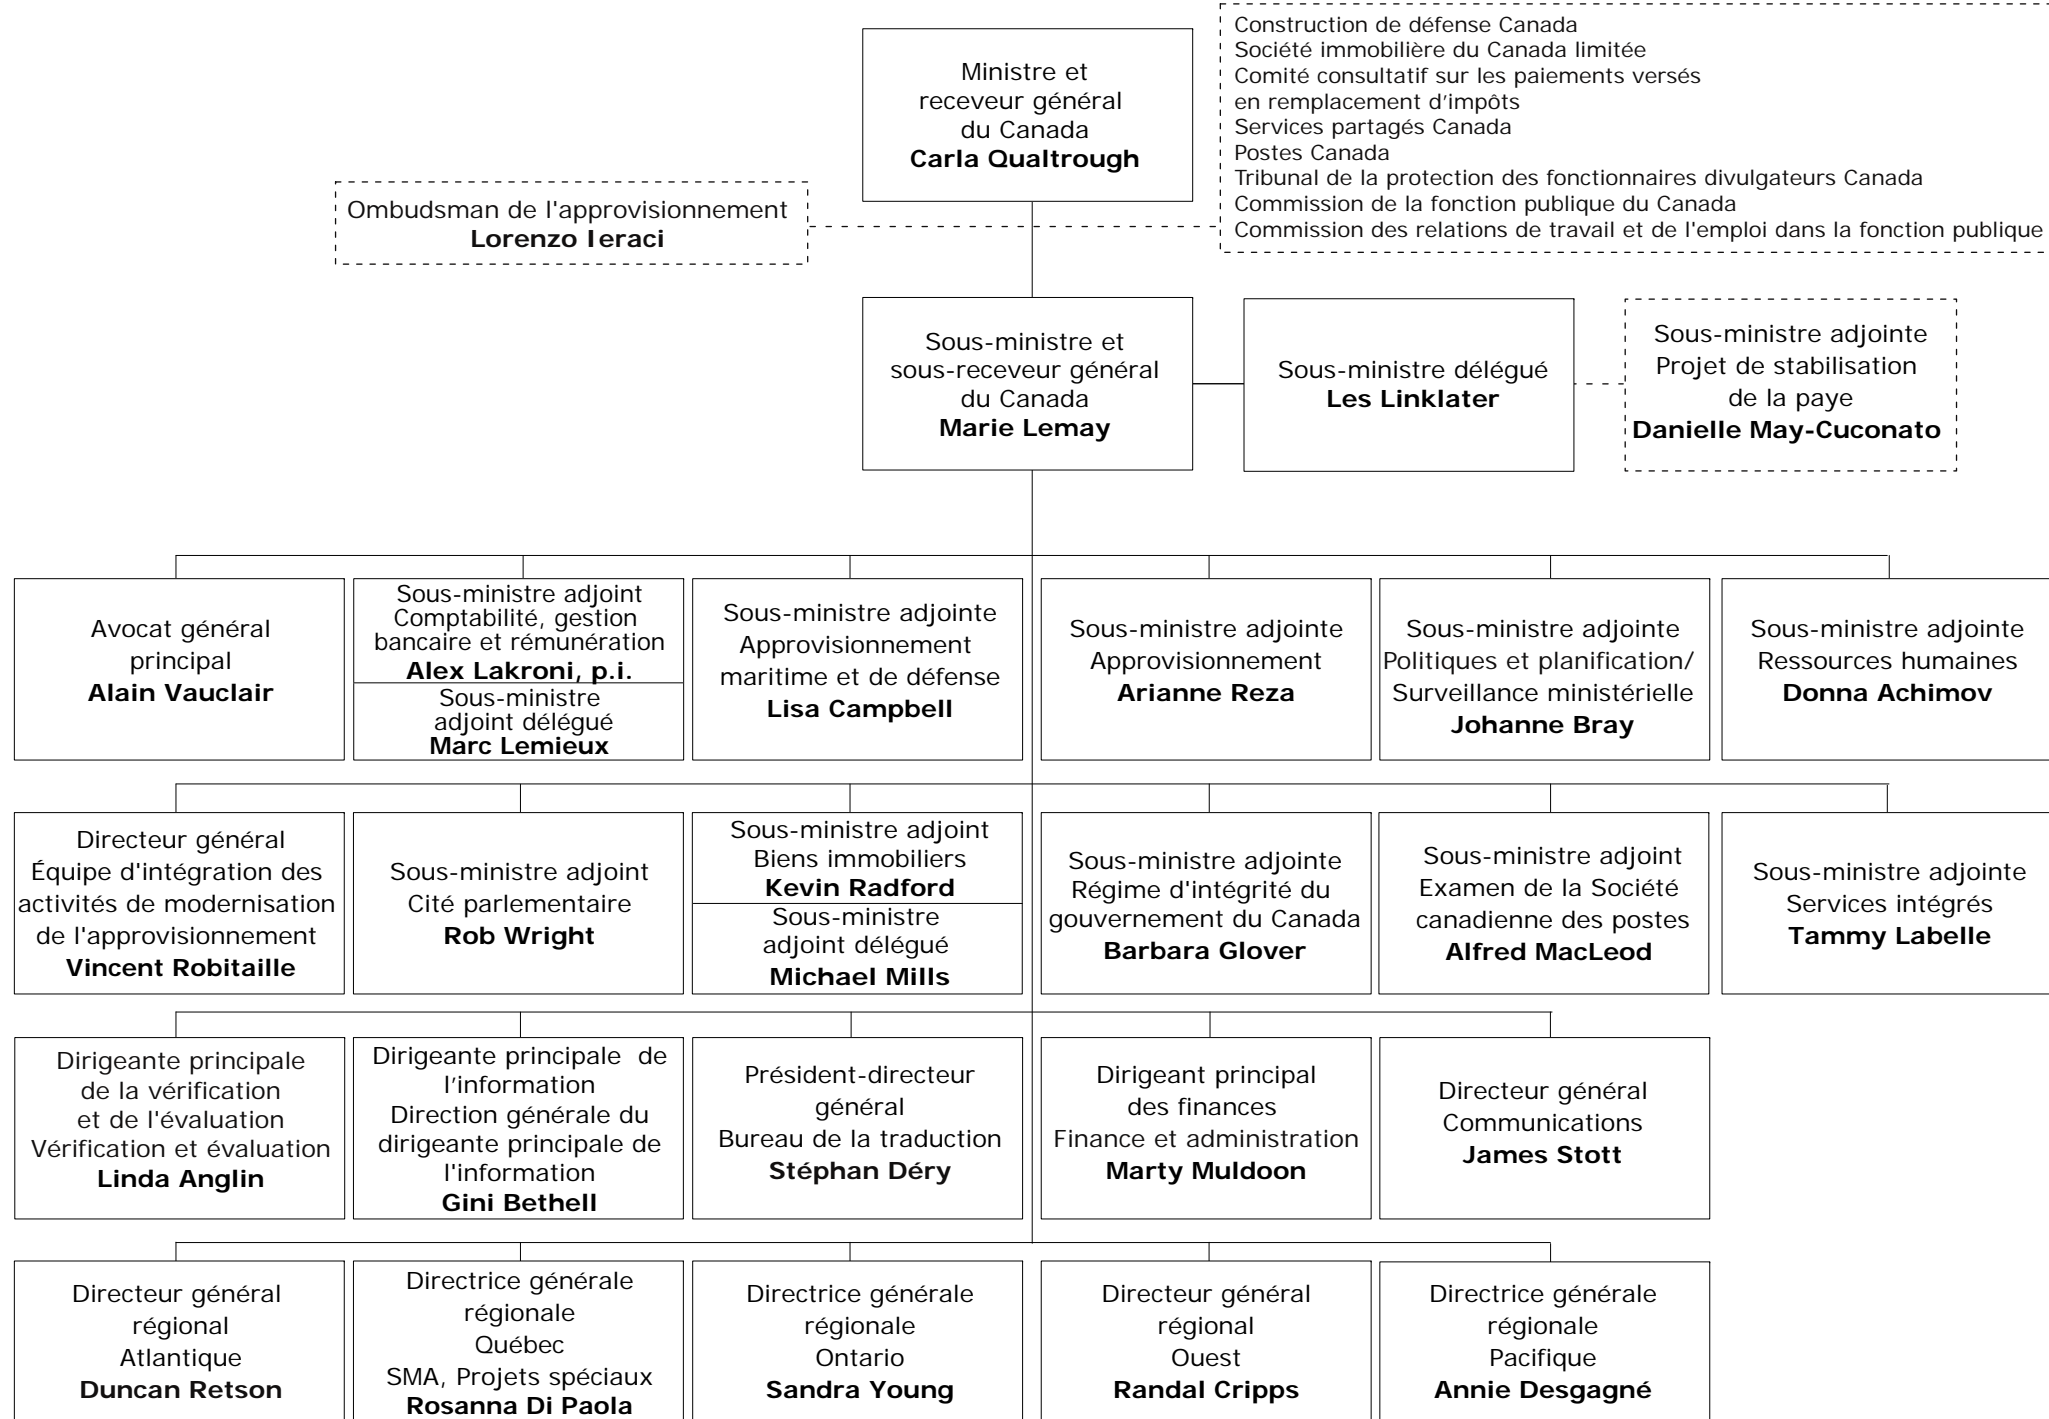 Construction de défense Canada
Société immobilière du Canada limitée
Comité consultatif sur les paiements versés
en remplacement d'impôts
Services partagés Canada
Postes Canada
Tribunal de la protection des fonctionnaires divulgateurs Canada
Commission de la fonction publique du Canada
Commission des relations de travail et de l'emploi dans la fonction publique
Ministre et
receveur général
du Canada
Carla Qualtrough
Ombudsman de l'approvisionnement
Lorenzo Ieraci
Sous-ministre et
sous-receveur général
du Canada
Marie Lemay
Sous-ministre délégué
Les Linklater
Sous-ministre adjointe
Projet de stabilisation
de la paye
Danielle May-Cuconato
Avocat général
principal
Alain Vauclair
Sous-ministre adjoint
Comptabilité, gestion
bancaire et rémunération
Alex Lakroni, p.i.
Sous-ministre
adjoint délégué
Marc Lemieux
Sous-ministre adjointe
Approvisionnement
maritime et de défense
Lisa Campbell
Sous-ministre adjointe
Approvisionnement
Arianne Reza
Sous-ministre adjointe
Politiques et planification/
Surveillance ministérielle
Johanne Bray
Sous-ministre adjointe
Ressources humaines
Donna Achimov
Directeur général
Équipe d'intégration des
activités de modernisation
de l'approvisionnement
Vincent Robitaille
Sous-ministre adjoint
Cité parlementaire
Rob Wright
Sous-ministre adjoint
Biens immobiliers
Kevin Radford
Sous-ministre
adjoint délégué
Michael Mills
Sous-ministre adjointe
Régime d'intégrité du
gouvernement du Canada
Barbara Glover
Sous-ministre adjoint
Examen de la Société
canadienne des postes
Alfred MacLeod
Sous-ministre adjointe
Services intégrés
Tammy Labelle
Dirigeante principale
de la vérification
et de l'évaluation
Vérification et évaluation
Linda Anglin
Dirigeante principale de
l'information
Direction générale du
dirigeante principale de
l'information
Gini Bethell
Président-directeur
général
Bureau de la traduction
Stéphan Déry
Dirigeant principal
des finances
Finance et administration
Marty Muldoon
Directeur général
Communications
James Stott
Directeur général
régional
Atlantique
Duncan Retson
Directrice générale
régionale
Québec
SMA, Projets spéciaux
Rosanna Di Paola
Directrice générale
régionale
Ontario
Sandra Young
Directeur général
régional
Ouest
Randal Cripps
Directrice générale
régionale
Pacifique
Annie Desgagné